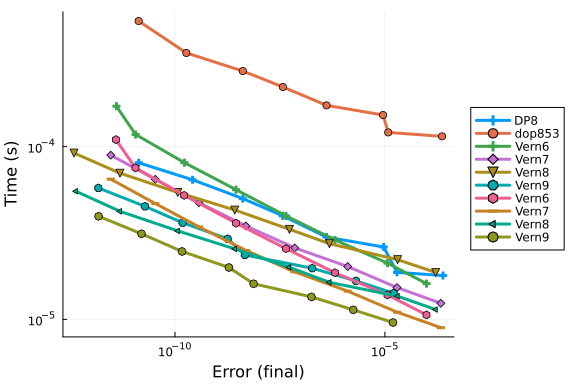 Time (s)
10⁻⁴
10⁻⁵
10⁻¹⁰
10⁻⁵
Error (final)
DP8
dop853
Vern6
Vern7
Vern8
Vern9
Vern6
Vern7
Vern8
Vern9